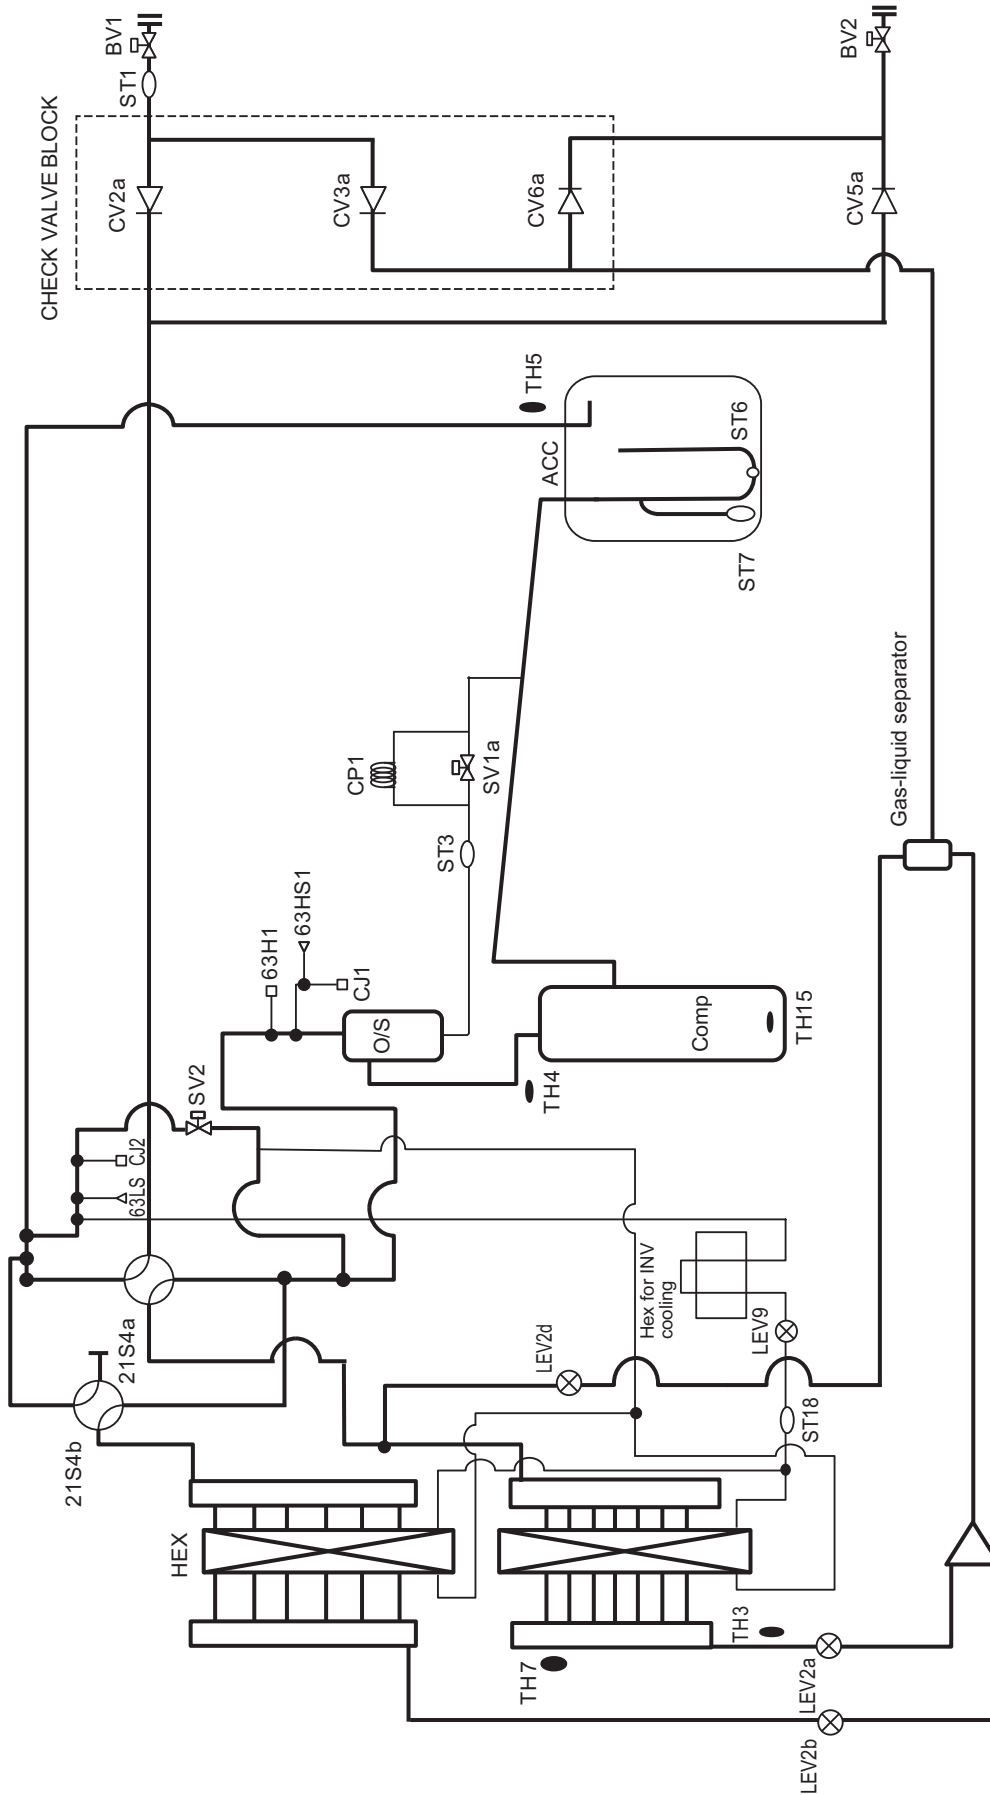 BV1
ST1
CHECK VALVE BLOCK
CV2a
CV3a
CV6a
CV5a
BV2
TH5
ACC
ST6
ST7
CP1
SV1a
ST3
Gas-liquid separator
63H1
63HS1
CJ1
O/S
Comp
TH15
TH4
SV2
CJ2
63LS
21S4a
21S4b
Hex for INV
cooling
LEV9
LEV2d
ST18
HEX
TH7
TH3
LEV2a
LEV2b